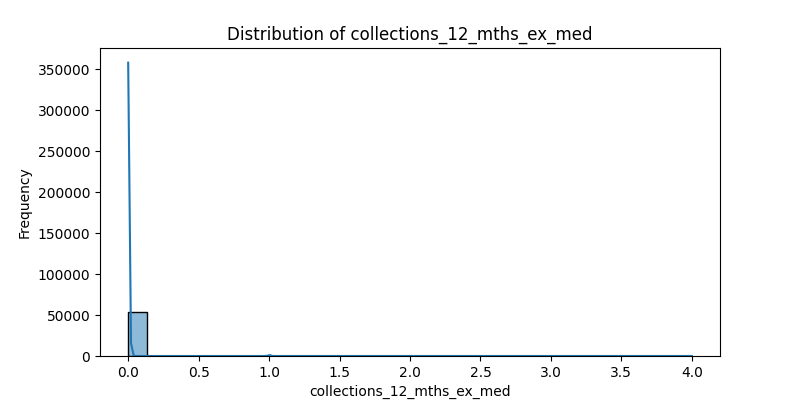 Distribution of collections_12_mths_ex_med
350000
300000
250000
200000
150000
100000
50000
0
Frequency
0.0 0.5 1.0 1.5 2.0 2.5 3.0 3.5 4.0
collections_12_mths_ex_med